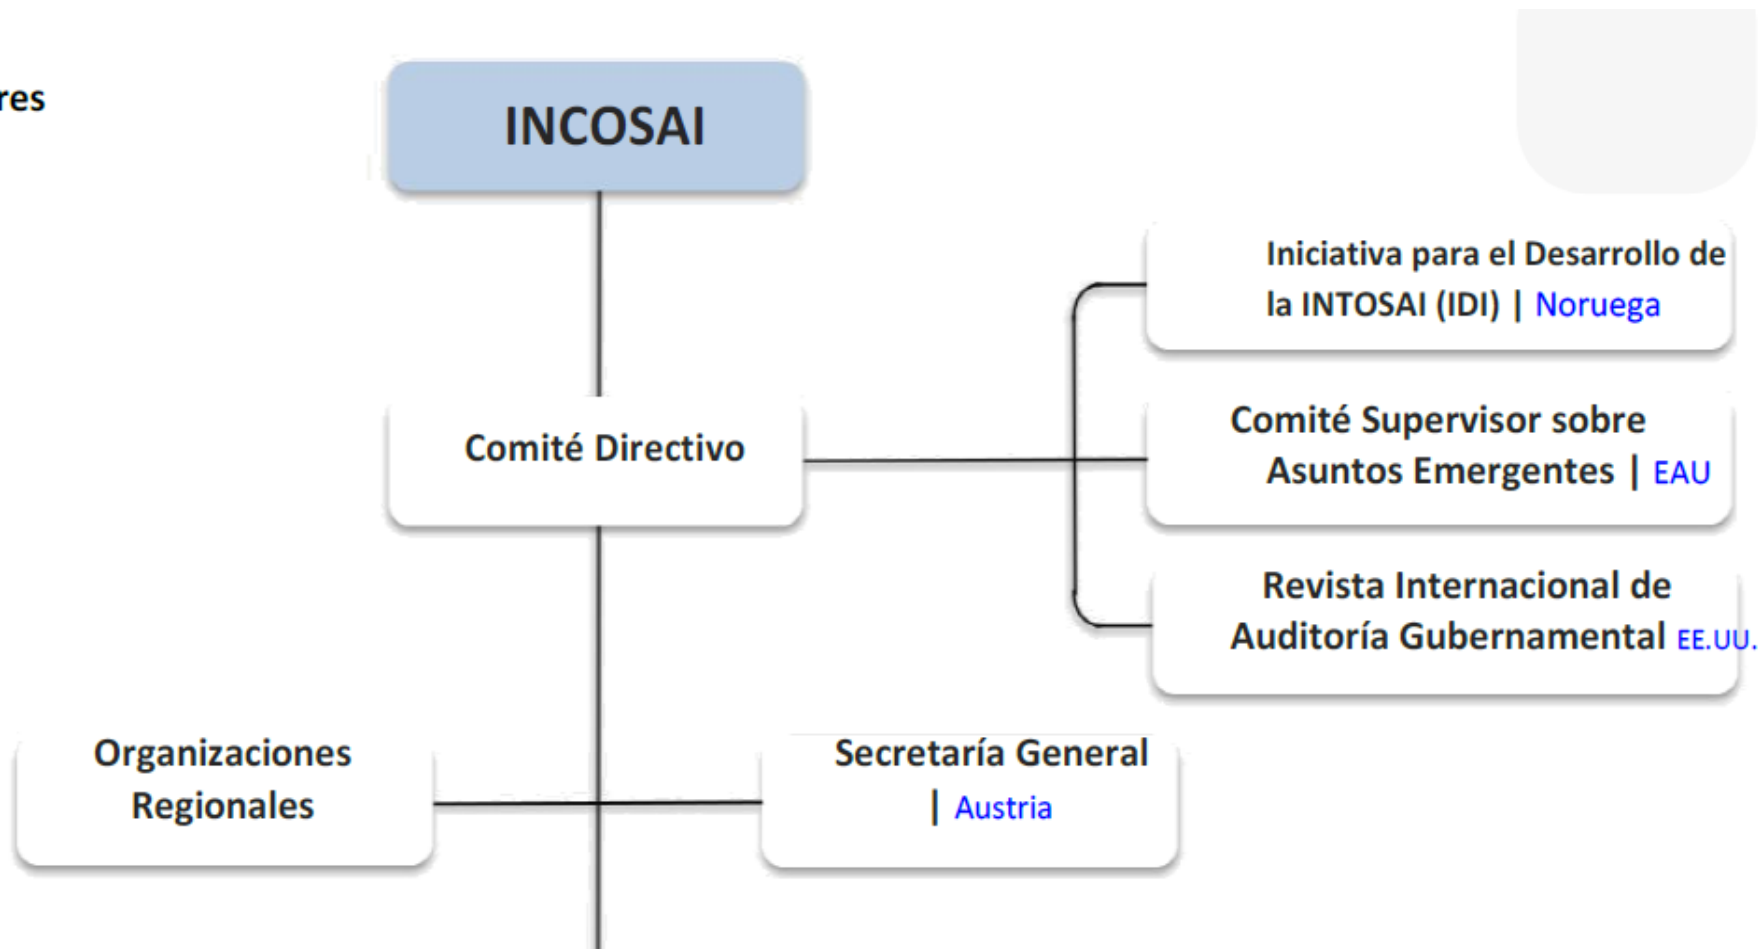 res
INCOSAI
Iniciativa para el Desarrollo de
la INTOSAI (IDI) | Noruega
Comité Directivo
Comité Supervisor sobre
Asuntos Emergentes | EAU
Revista Internacional de
Auditoría Gubernamental EE.UU.
Organizaciones
Regionales
Secretaría General
| Austria